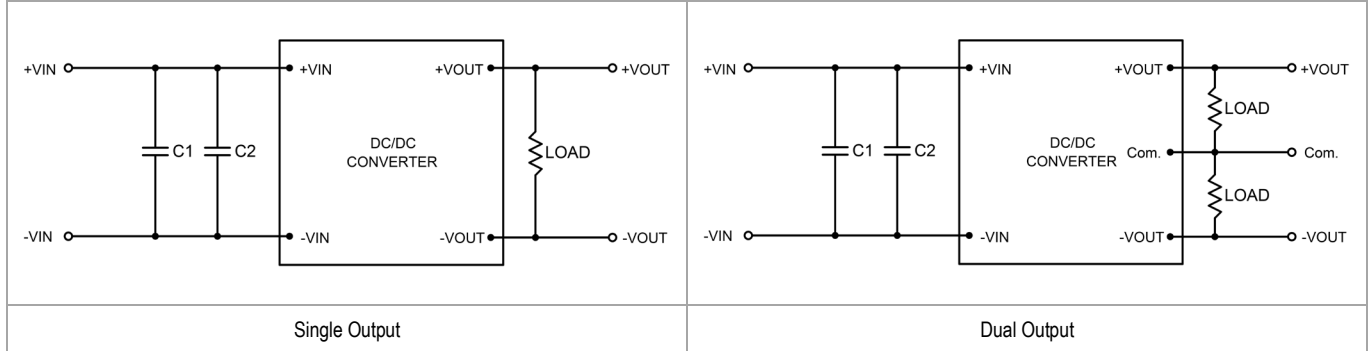 +VIN
+VIN
+VOUT
+VOUT
C1
C2
DC/DC
CONVERTER
LOAD
-VIN
-VIN
-VOUT
-VOUT
Single Output
+VIN
+VIN
+VOUT
+VOUT
LOAD
C1
C2
DC/DC
CONVERTER
Com.
Com.
LOAD
-VIN
-VIN
-VOUT
-VOUT
Dual Output